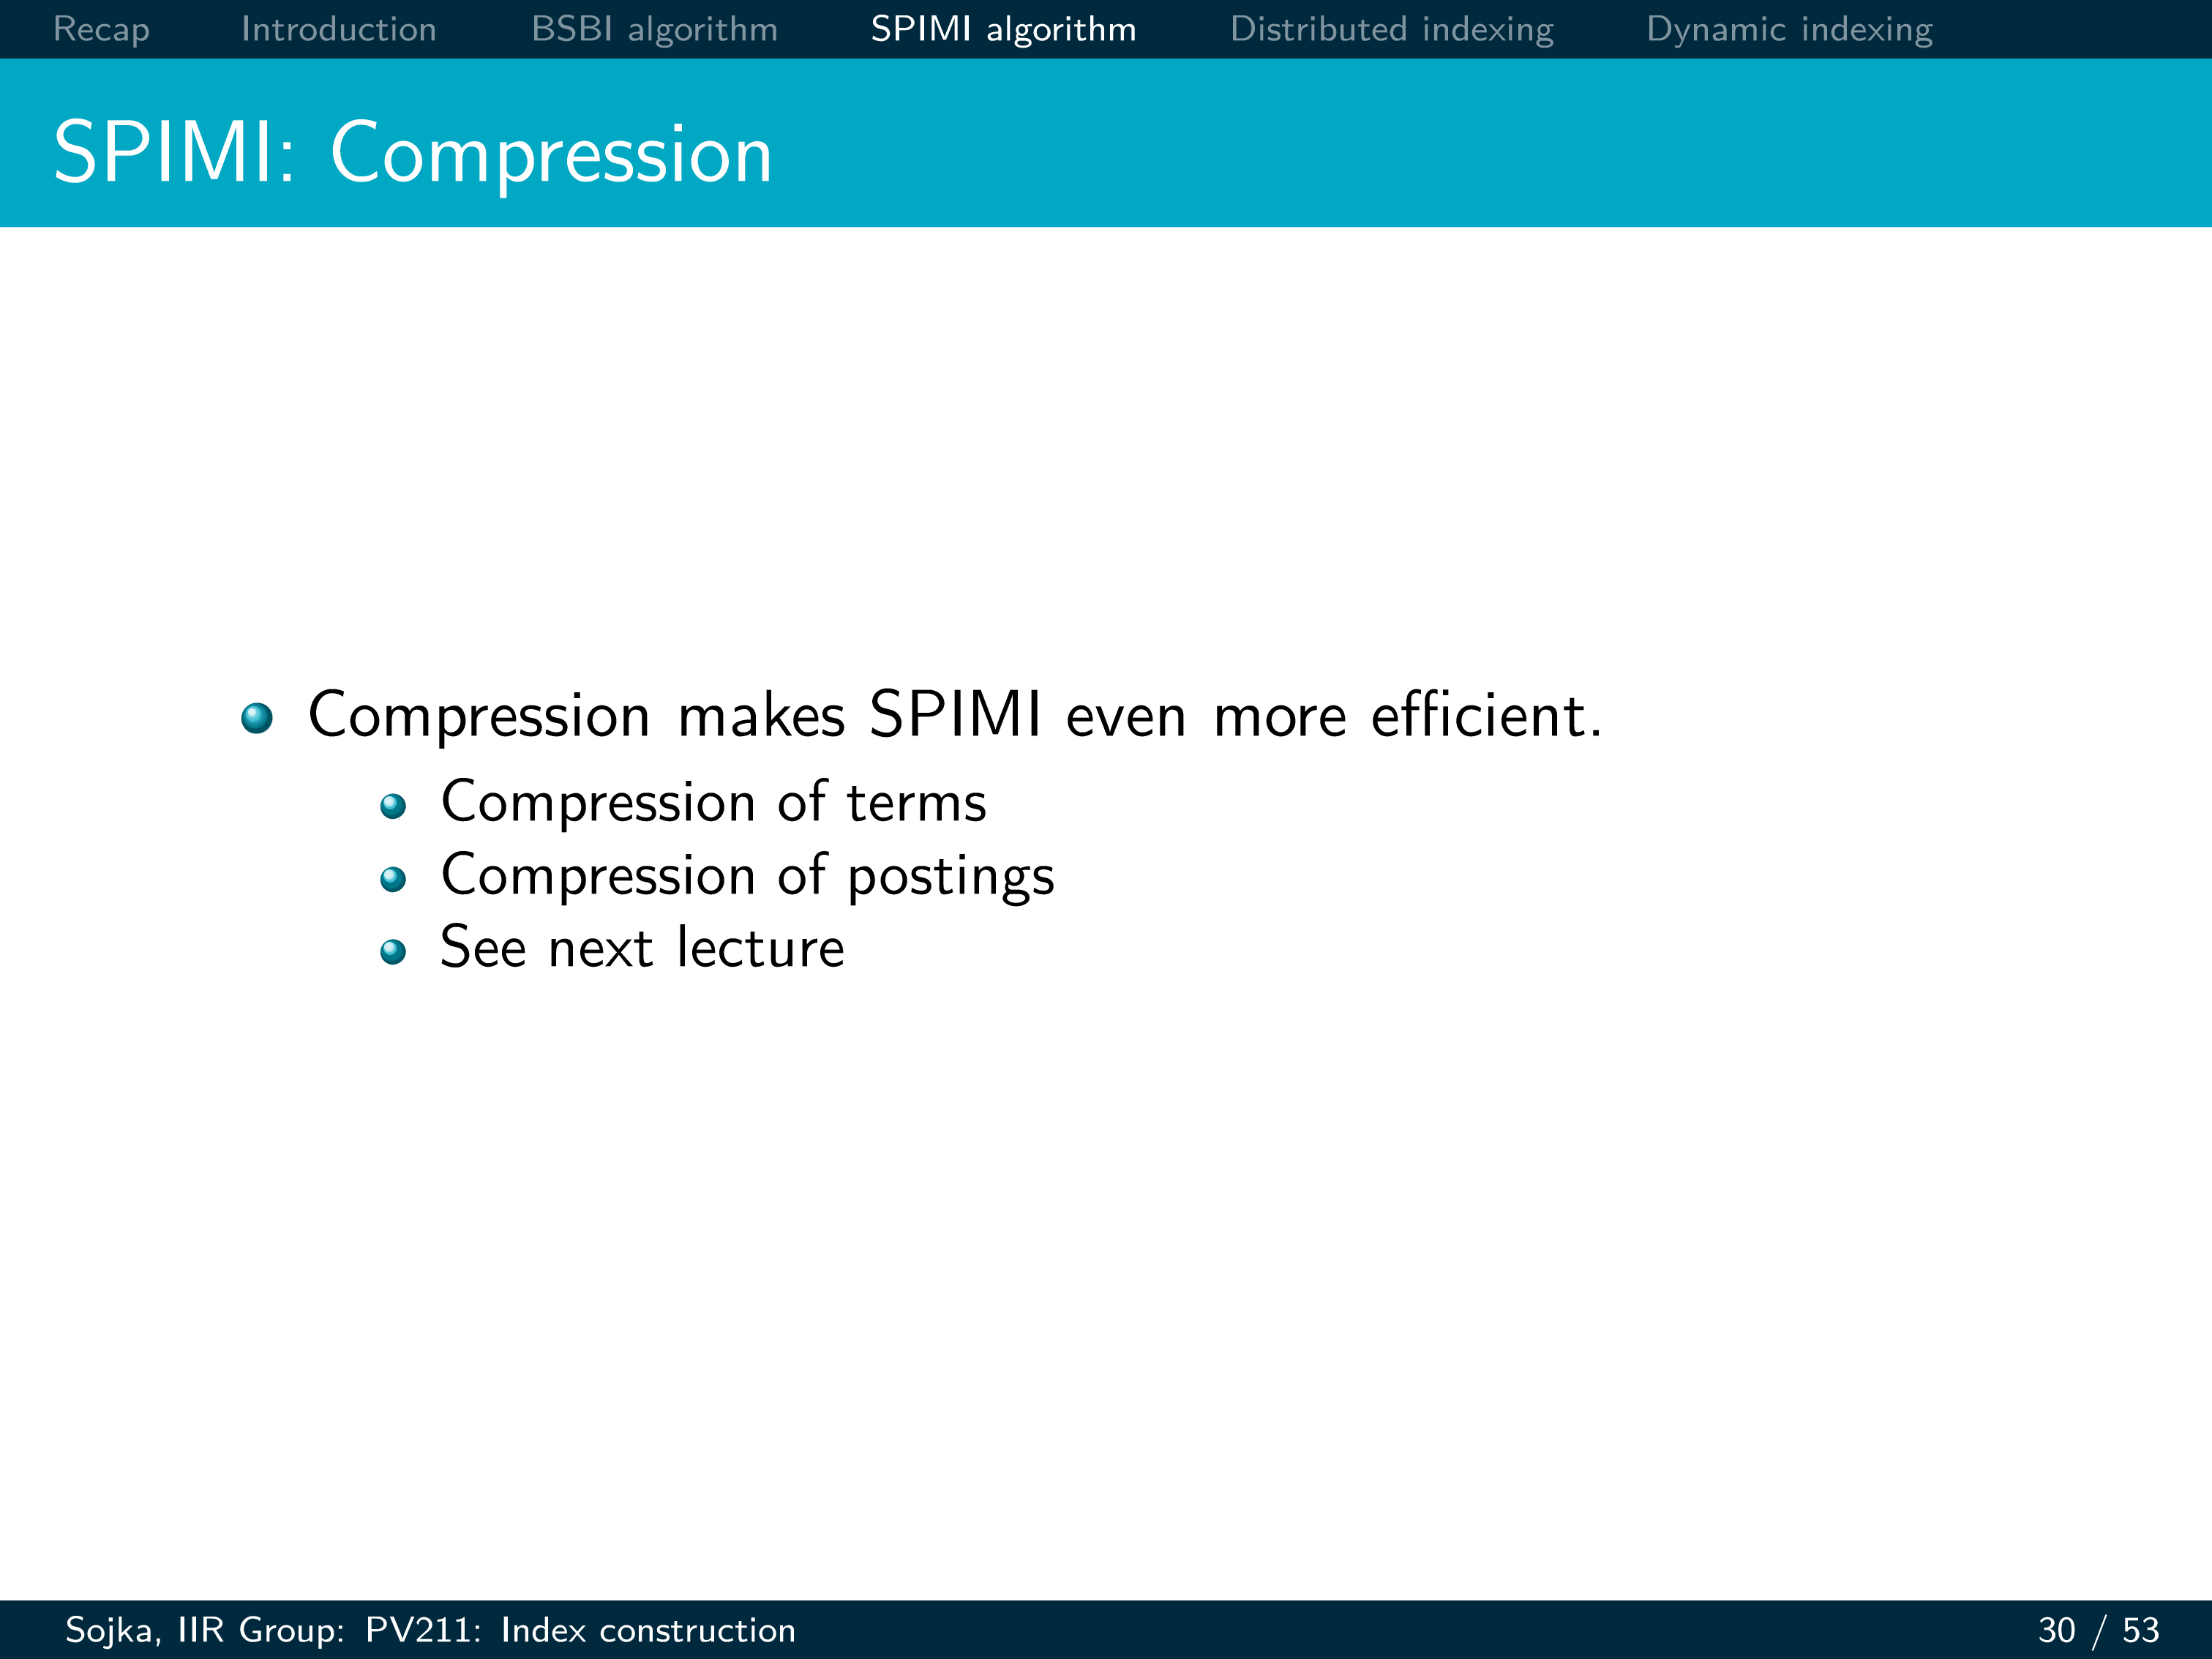 Recap Introduction BSBI algorithm SPIMI algorithm Distributed indexing Dynamic indexing
SPIMI: Compression
Compression makes SPIMI even more efficient.
Compression of terms
Compression of postings
See next lecture
Sojka, IIR Group: PV211: Index construction 30 / 53